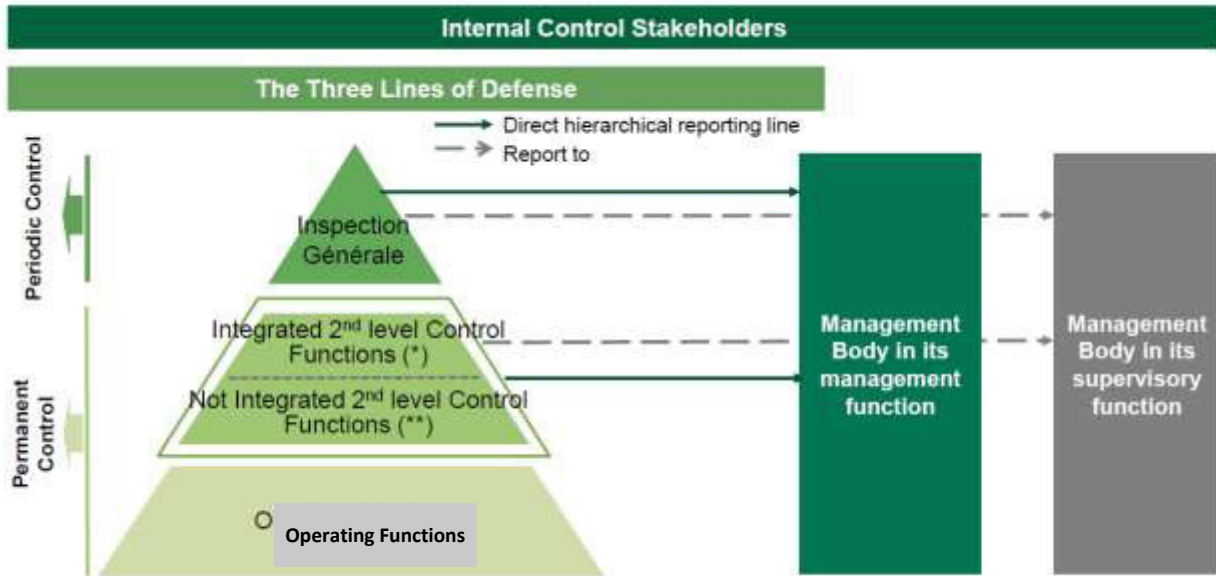 Internal Control Stakeholders
The Three Lines of Defense
Direct hierarchical reporting line
Report to
Periodic Control
Inspection
Générale
Integrated 2nd level Control
Functions (*)
Not Integrated 2nd level Control
Functions (**)
Permanent
Control
O
Operating Functions
Management
Body in its
management
function
Management
Body in its
supervisory
function